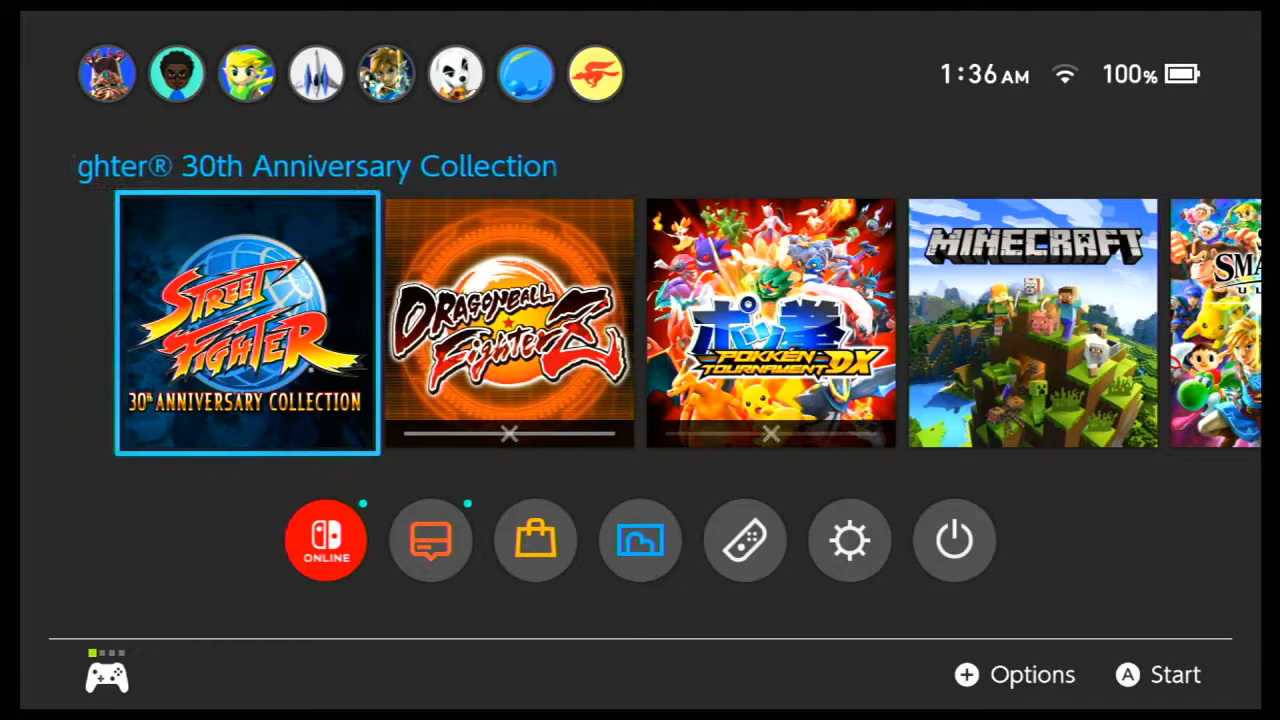 1:36 AM 100%
ghter® 30th Anniversary Collection
STREET
FIGHTER
30th ANNIVERSARY COLLECTION
DRAGONBALL
FighterZ
ポッ拳
POKKÉN
TOURNAMENT DX
MINECRAFT
SMA
UL
ONLINE
Options
A Start